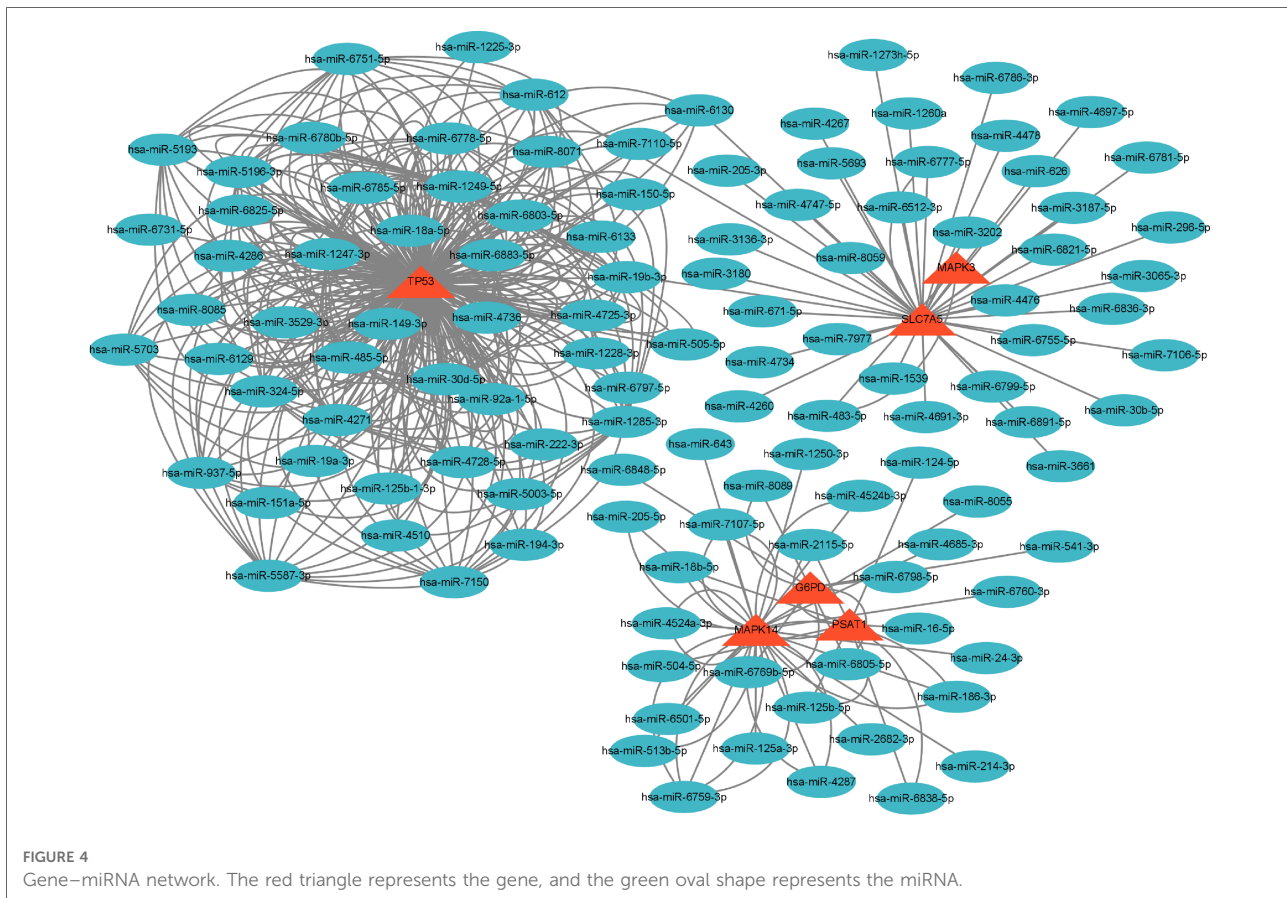 hsa-miR-1225-3p
hsa-miR-6751-5p
hsa-miR-1273h-5p
hsa-miR-6786-3p
hsa-miR-612
hsa-miR-6130
hsa-miR-1260a
hsa-miR-4697-5p
hsa-miR-4267
hsa-miR-4478
hsa-miR-6780b-5p
hsa-miR-6778-5p
hsa-miR-7110-5p
hsa-miR-5193
hsa-miR-8071
hsa-miR-5693
hsa-miR-6777-5p
hsa-miR-6781-5p
hsa-miR-5196-3p
hsa-miR-205-3p
hsa-miR-626
hsa-miR-6785-5p
hsa-miR-1249-5p
hsa-miR-150-5p
hsa-miR-4747-5p
hsa-miR-6512-3p
hsa-miR-3187-5p
hsa-miR-6825-5p
hsa-miR-6803-5p
hsa-miR-6731-5p
hsa-miR-18a-5p
hsa-miR-6133
hsa-miR-3136-3p
hsa-miR-3202
hsa-miR-296-5p
hsa-miR-4286
hsa-miR-1247-3p
hsa-miR-6883-5p
hsa-miR-8059
hsa-miR-6821-5p
MAPK3
hsa-miR-19b-3p
hsa-miR-3180
hsa-miR-3065-3p
TP53
hsa-miR-4476
hsa-miR-8085
hsa-miR-3529-3p
hsa-miR-149-3p
hsa-miR-4736
hsa-miR-4725-3p
hsa-miR-671-5p
SLC7A5
hsa-miR-6836-3p
hsa-miR-5703
hsa-miR-6129
hsa-miR-485-5p
hsa-miR-1228-3p
hsa-miR-505-5p
hsa-miR-7977
hsa-miR-6755-5p
hsa-miR-7106-5p
hsa-miR-4734
hsa-miR-324-5p
hsa-miR-30d-5p
hsa-miR-6797-5p
hsa-miR-1539
hsa-miR-6799-5p
hsa-miR-92a-1-5p
hsa-miR-4260
hsa-miR-483-5p
hsa-miR-4691-3p
hsa-miR-30b-5p
hsa-miR-4271
hsa-miR-1285-3p
hsa-miR-6891-5p
hsa-miR-222-3p
hsa-miR-643
hsa-miR-1250-3p
hsa-miR-124-5p
hsa-miR-3661
hsa-miR-937-5p
hsa-miR-19a-3p
hsa-miR-4728-5p
hsa-miR-6848-5p
hsa-miR-125b-1-3p
hsa-miR-5003-5p
hsa-miR-8089
hsa-miR-4524b-3p
hsa-miR-8055
hsa-miR-151a-5p
hsa-miR-205-5p
hsa-miR-7107-5p
hsa-miR-4510
hsa-miR-194-3p
hsa-miR-2115-5p
hsa-miR-4685-3p
hsa-miR-541-3p
hsa-miR-5587-3p
hsa-miR-7150
hsa-miR-18b-5p
hsa-miR-6798-5p
G6PD
hsa-miR-6760-3p
hsa-miR-4524a-3p
MAPK14
PSAT1
hsa-miR-16-5p
hsa-miR-504-5p
hsa-miR-6769b-5p
hsa-miR-6805-5p
hsa-miR-24-3p
hsa-miR-186-3p
hsa-miR-6501-5p
hsa-miR-125b-5p
hsa-miR-513b-5p
hsa-miR-125a-3p
hsa-miR-2682-3p
hsa-miR-214-3p
hsa-miR-6759-3p
hsa-miR-4287
hsa-miR-6838-5p
FIGURE 4
Gene–miRNA network. The red triangle represents the gene, and the green oval shape represents the miRNA.